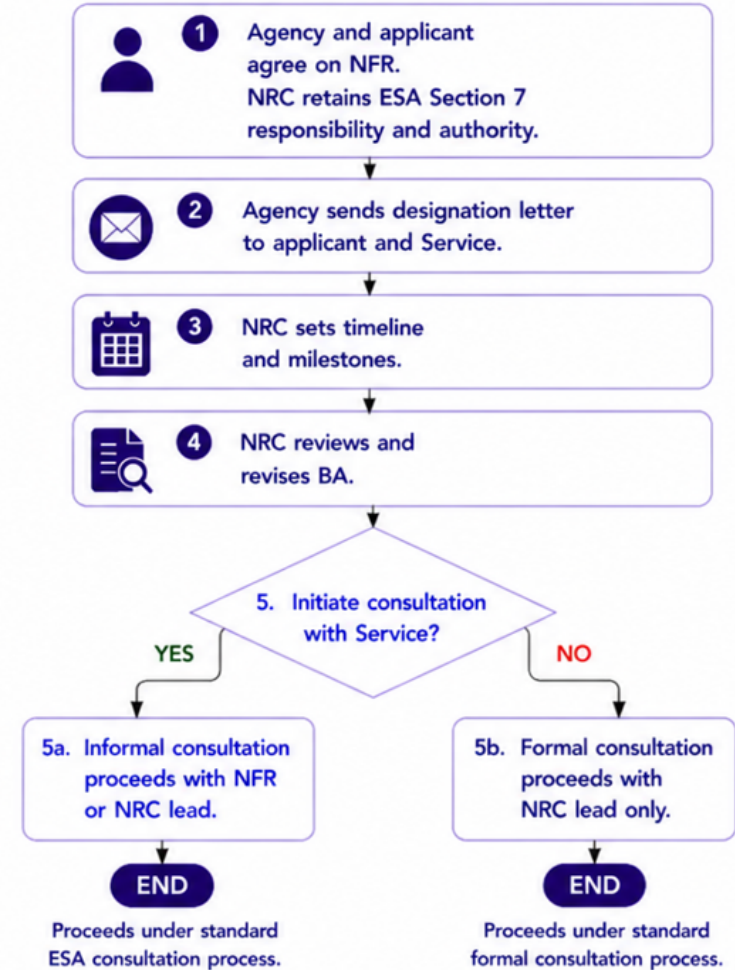 1 Agency and applicant
agree on NFR.
NRC retains ESA Section 7
responsibility and authority.
2 Agency sends designation letter
to applicant and Service.
3 NRC sets timeline
and milestones.
4 NRC reviews and
revises BA.
5. Initiate consultation
with Service?
YES
NO
5a. Informal consultation
proceeds with NFR
or NRC lead.
5b. Formal consultation
proceeds with
NRC lead only.
END
END
Proceeds under standard
ESA consultation process.
Proceeds under standard
formal consultation process.